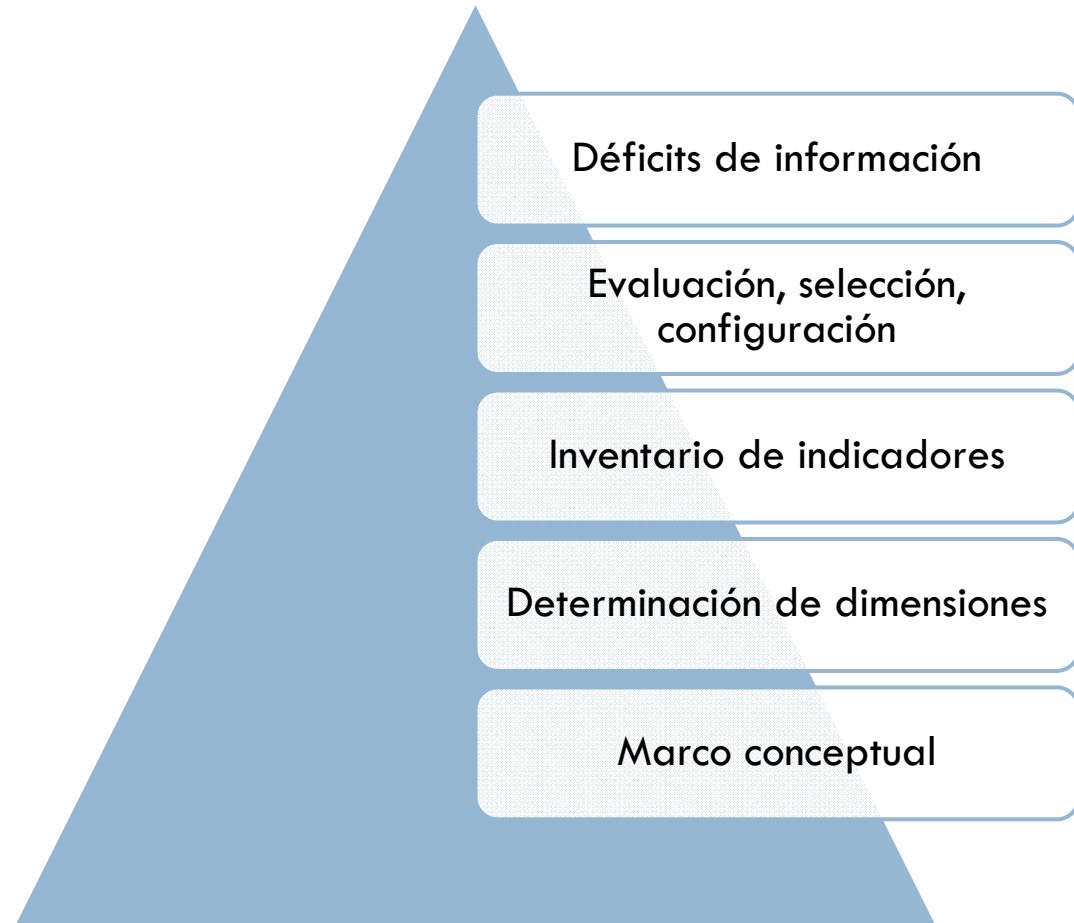 Déficits de información
Evaluación, selección,
configuración
Inventario de indicadores
Determinación de dimensiones
Marco conceptual